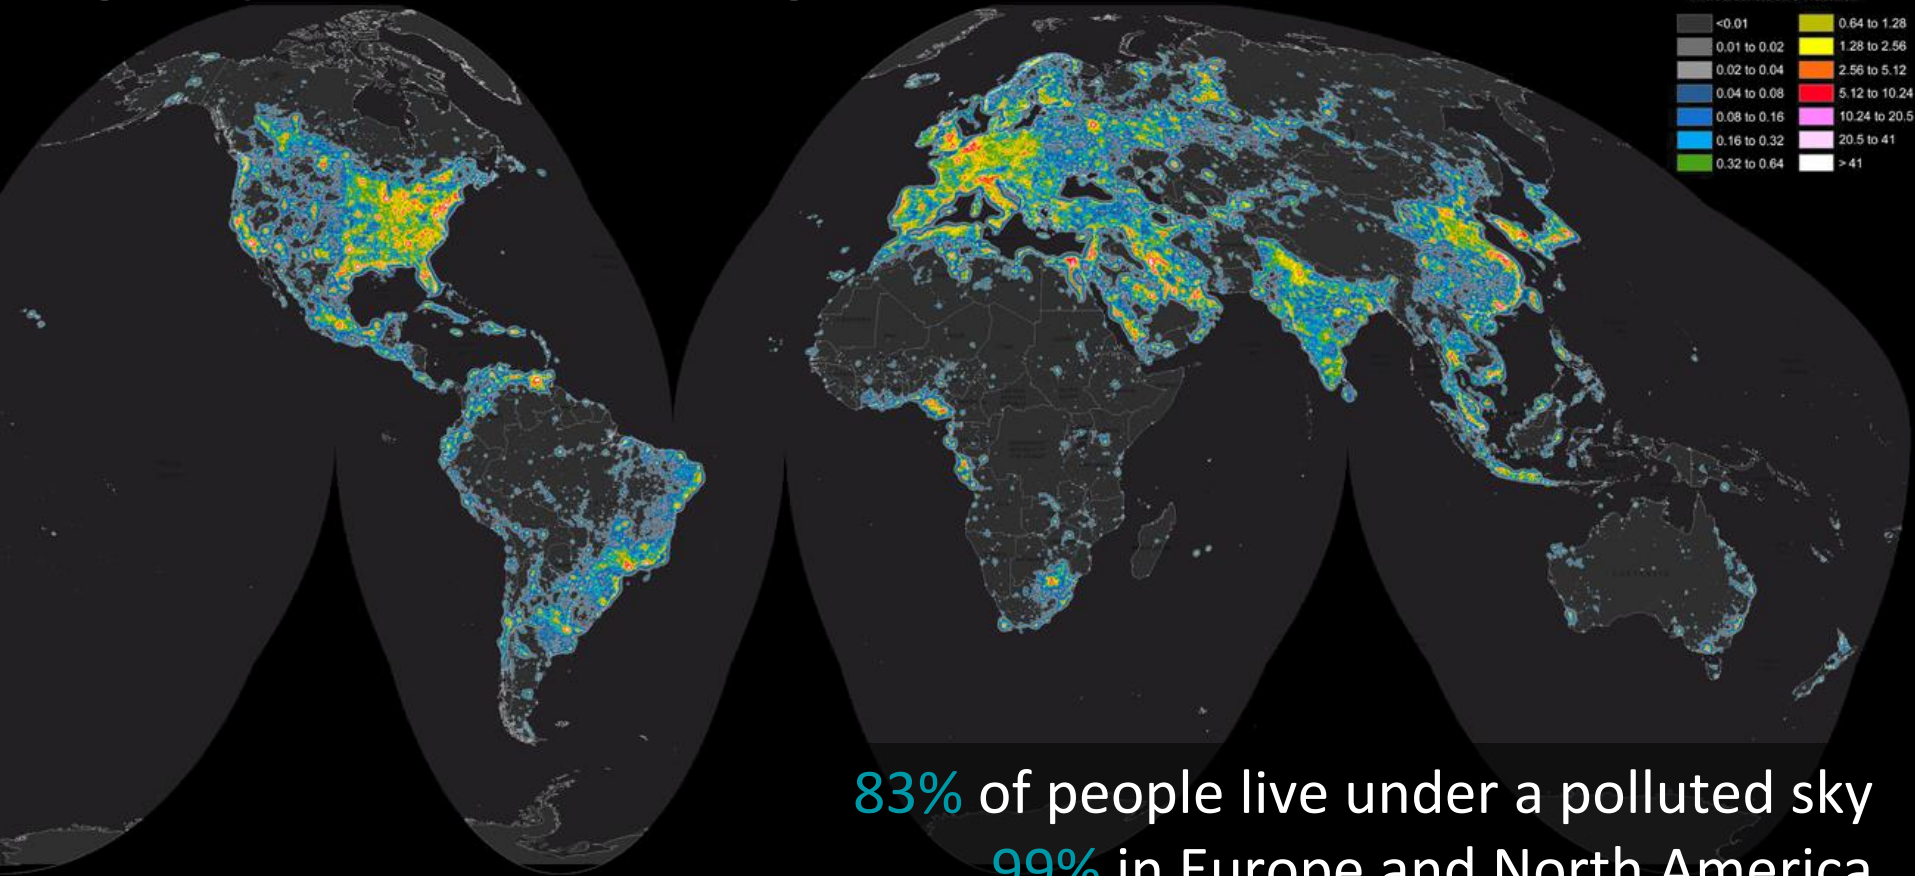 <0.01
0.01 to 0.02
0.02 to 0.04
0.04 to 0.08
0.08 to 0.16
0.16 to 0.32
0.32 to 0.64
0.64 to 1.28
1.28 to 2.56
2.56 to 5.12
5.12 to 10.24
10.24 to 20.5
20.5 to 41
> 41
83% of people live under a polluted sky
99% in Europe and North America